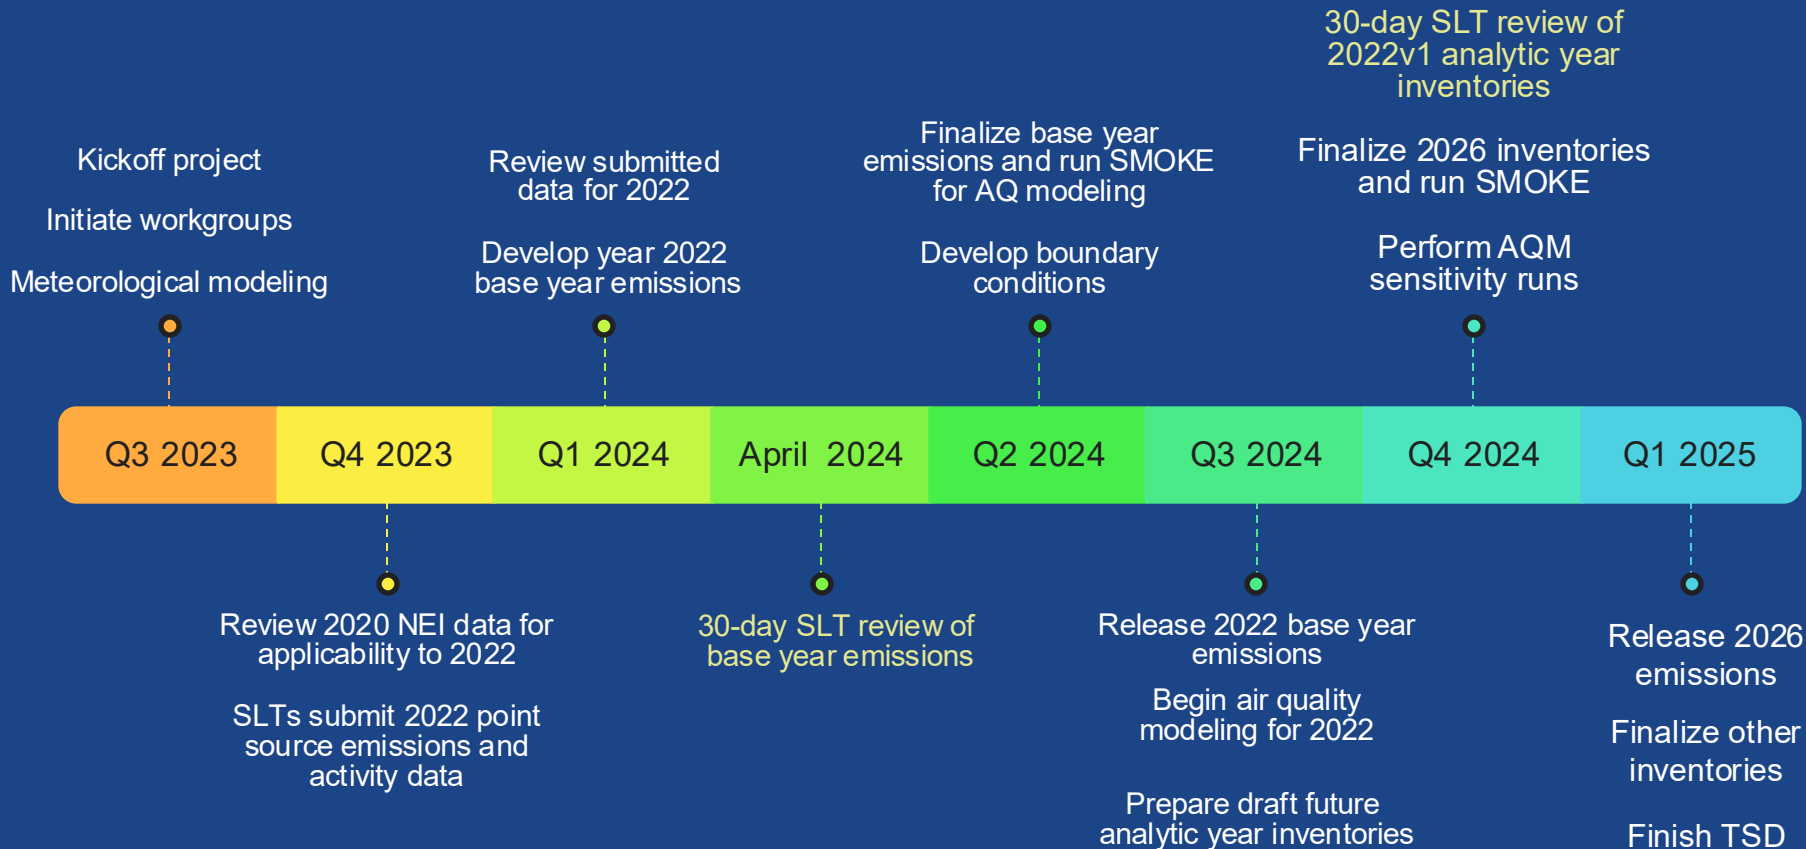 30-day SLT review of
2022v1 analytic year
inventories
Kickoff project
Initiate workgroups
Meteorological modeling
Review submitted
data for 2022
Develop year 2022
base year emissions
Finalize base year
emissions and run SMOKE
for AQ modeling
Develop boundary
conditions
Finalize 2026 inventories
and run SMOKE
Perform AQM
sensitivity runs
Q3 2023
Q4 2023
Q1 2024
April 2024
Q2 2024
Q3 2024
Q4 2024
Q1 2025
Review 2020 NEI data for
applicability to 2022
SLTs submit 2022 point
source emissions and
activity data
30-day SLT review of
base year emissions
Release 2022 base year
emissions
Begin air quality
modeling for 2022
Prepare draft future
analytic year inventories
Release 2026
emissions
Finalize other
inventories
Finish TSD